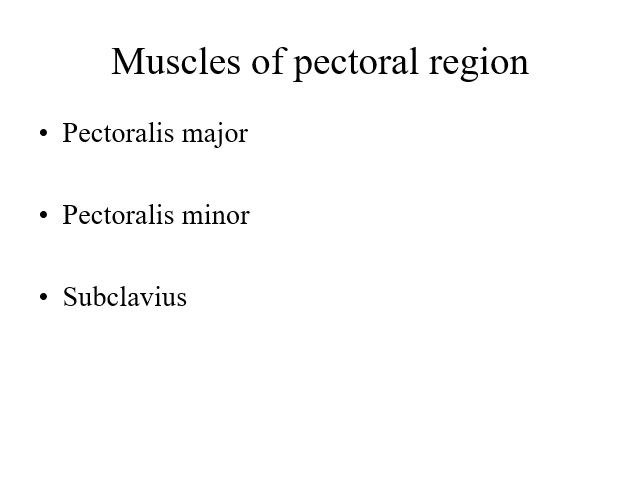 Muscles of pectoral region
• Pectoralis major
• Pectoralis minor
• Subclavius